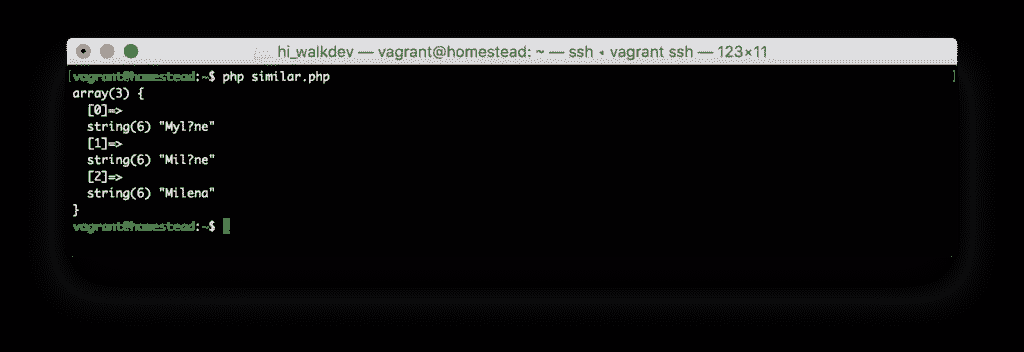 hi_walkdev — vagrant@homestead: ~ — ssh • vagrant ssh — 123×11
[vagrant@homestead:~$ php similar.php ]
array(3) {
  [0]=>
  string(6) "Myl?ne"
  [1]=>
  string(6) "Mil?ne"
  [2]=>
  string(6) "Milena"
}
vagrant@homestead:~$